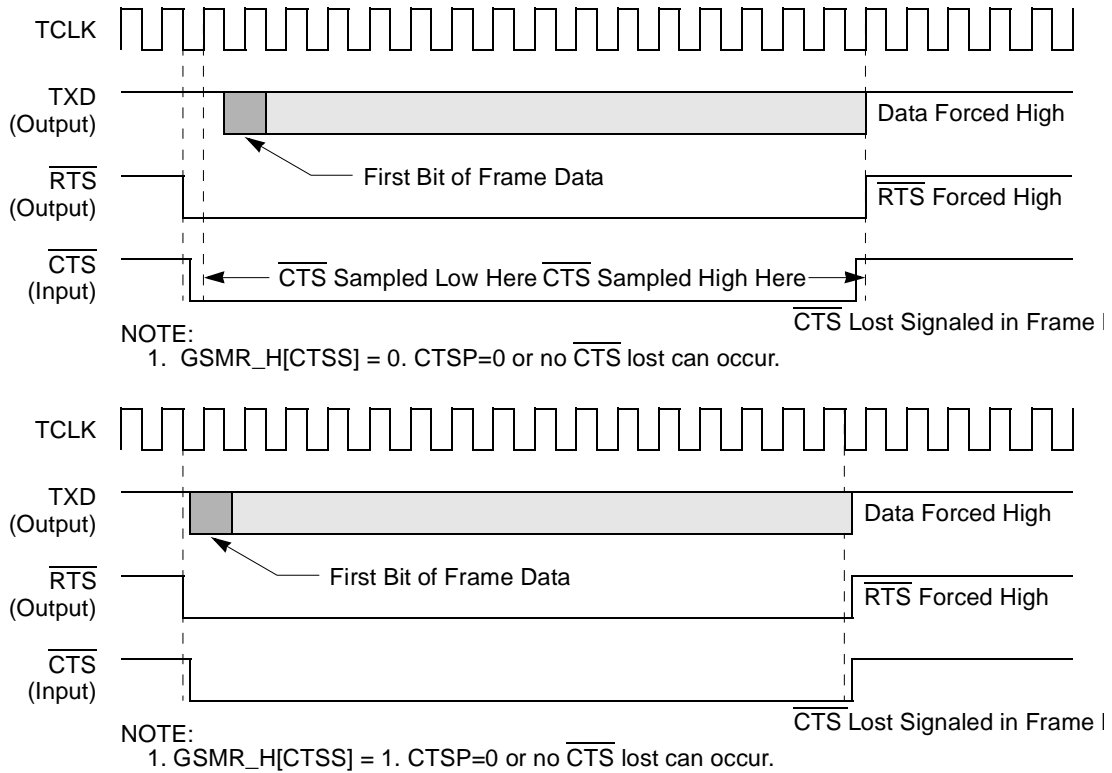 TCLK
TXD
(Output)
Data Forced High
First Bit of Frame Data
RTS
(Output)
RTS Forced High
CTS
(Input)
CTS Sampled Low Here CTS Sampled High Here
CTS Lost Signaled in Frame
NOTE:
1. GSMR_H[CTSS] = 0. CTSP=0 or no CTS lost can occur.
TCLK
TXD
(Output)
Data Forced High
First Bit of Frame Data
RTS
(Output)
RTS Forced High
CTS
(Input)
CTS Lost Signaled in Frame
NOTE:
1. GSMR_H[CTSS] = 1. CTSP=0 or no CTS lost can occur.